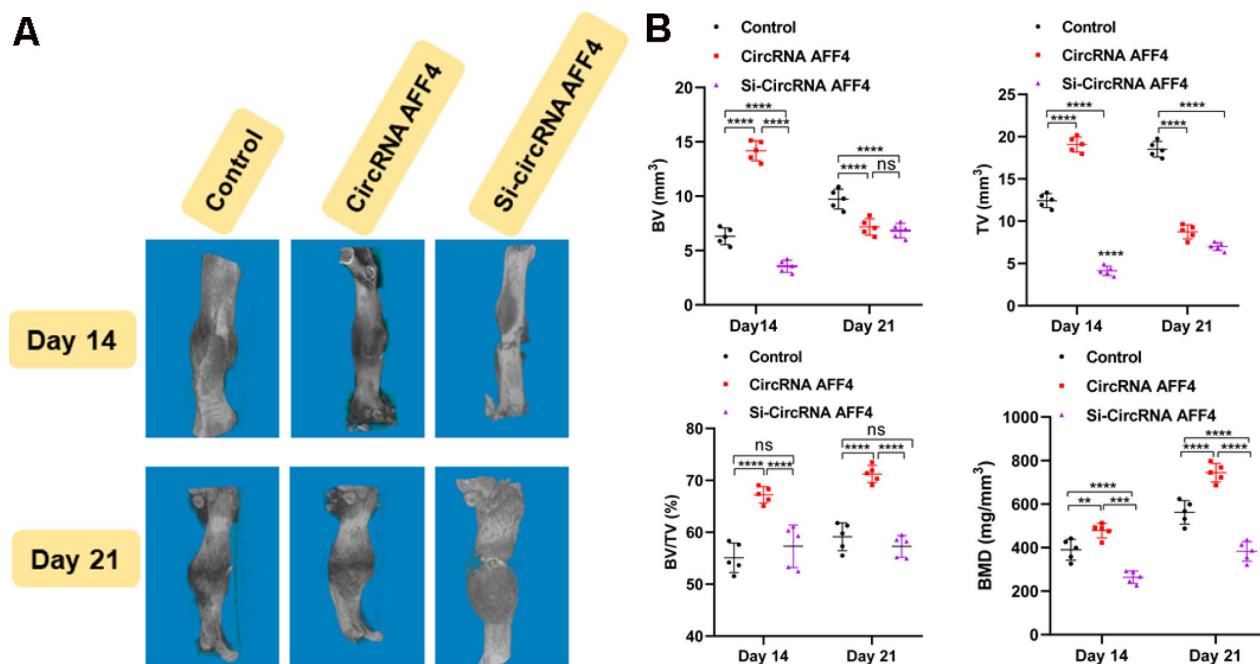 A
Control
CircRNA AFF4
Si-circRNA AFF4
Day 14
Day 21
B
Control
CircRNA AFF4
Si-CircRNA AFF4
BV (mm³)
20
15
10
5
0
****
**** ****
****
**** ns
Day14 Day 21
Control
CircRNA AFF4
Si-CircRNA AFF4
TV (mm³)
25
20
15
10
5
0
**** ****
**** ****
****
Day 14 Day 21
Control
CircRNA AFF4
Si-CircRNA AFF4
BV/TV (%)
80
70
60
50
40
ns ns
**** **** **** ****
Day 14 Day 21
Control
CircRNA AFF4
Si-CircRNA AFF4
BMD (mg/mm³)
1000
800
600
400
200
0
****
**** ****
****
** ***
Day 14 Day 21